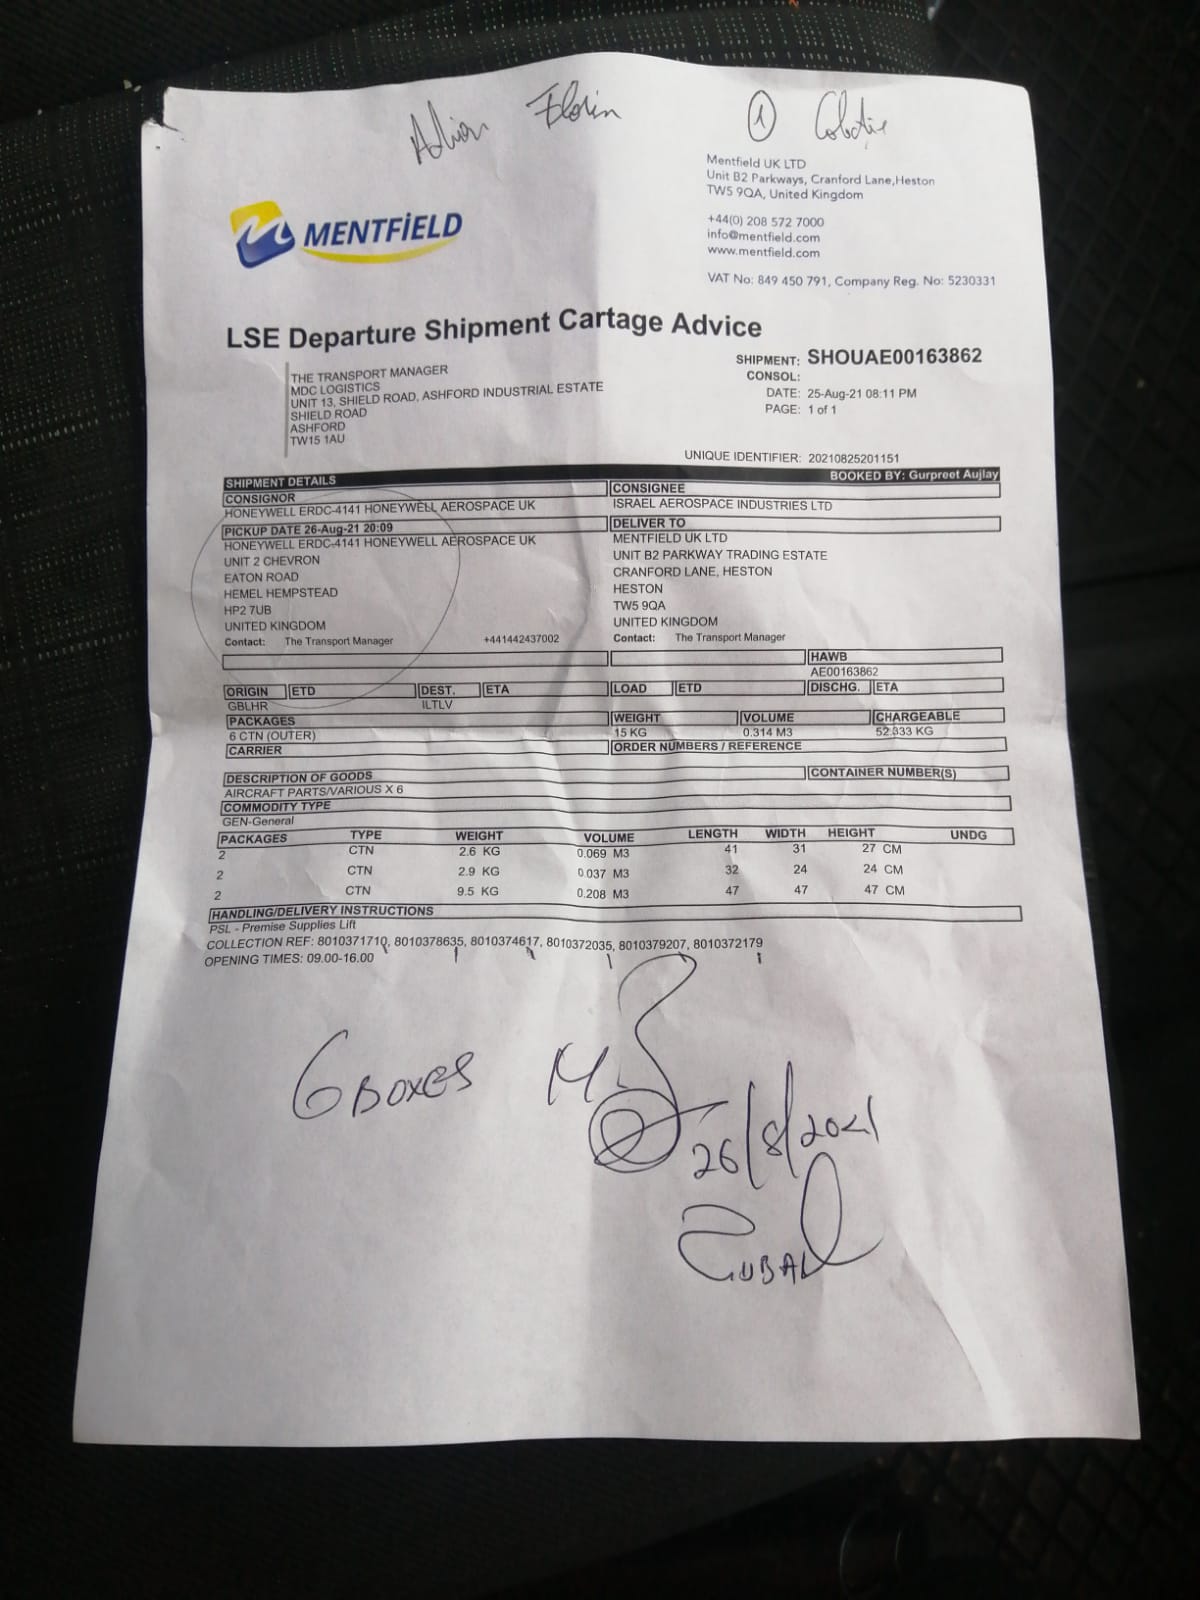 Adrian Florin
1
Mentfield UK LTD
Unit B2 Parkways, Cranford Lane,Heston
TW5 9QA, United Kingdom
+44(0) 208 572 7000
info@mentfield.com
www.mentfield.com
VAT No: 849 450 791, Company Reg. No: 5230331
MENTFİELD
LSE Departure Shipment Cartage Advice
THE TRANSPORT MANAGER
MDC LOGISTICS
UNIT 13, SHIELD ROAD, ASHFORD INDUSTRIAL ESTATE
SHIELD ROAD
ASHFORD
TW15 1AU
SHIPMENT: SHOUAE00163862
CONSOL:
DATE: 25-Aug-21 08:11 PM
PAGE: 1 of 1
UNIQUE IDENTIFIER: 20210825201151
SHIPMENT DETAILS BOOKED BY: Gurpreet Aujlay
CONSIGNOR CONSIGNEE
HONEYWELL ERDC-4141 HONEYWELL AEROSPACE UK ISRAEL AEROSPACE INDUSTRIES LTD
PICKUP DATE 26-Aug-21 20:09 DELIVER TO
HONEYWELL ERDC-4141 HONEYWELL AEROSPACE UK MENTFIELD UK LTD
UNIT 2 CHEVRON UNIT B2 PARKWAY TRADING ESTATE
EATON ROAD CRANFORD LANE, HESTON
HEMEL HEMPSTEAD HESTON
HP2 7UB TW5 9QA
UNITED KINGDOM UNITED KINGDOM
Contact: The Transport Manager +441442437002 Contact: The Transport Manager
HAWB
AE00163862
ORIGIN ETD DEST. ETA LOAD ETD DISCHG. ETA
GBLHR ILTLV
PACKAGES WEIGHT VOLUME CHARGEABLE
6 CTN (OUTER) 15 KG 0.314 M3 52.333 KG
CARRIER ORDER NUMBERS / REFERENCE
DESCRIPTION OF GOODS CONTAINER NUMBER(S)
AIRCRAFT PARTS/VARIOUS X 6
COMMODITY TYPE
GEN-General
PACKAGES TYPE WEIGHT VOLUME LENGTH WIDTH HEIGHT UNDG
2 CTN 2.6 KG 0.069 M3 41 31 27 CM
2 CTN 2.9 KG 0.037 M3 32 24 24 CM
2 CTN 9.5 KG 0.208 M3 47 47 47 CM
HANDLING/DELIVERY INSTRUCTIONS
PSL - Premise Supplies Lift
COLLECTION REF: 8010371710, 8010378635, 8010374617, 8010372035, 8010379207, 8010372179
OPENING TIMES: 09.00-16.00
6 BOXES
26/8/2021